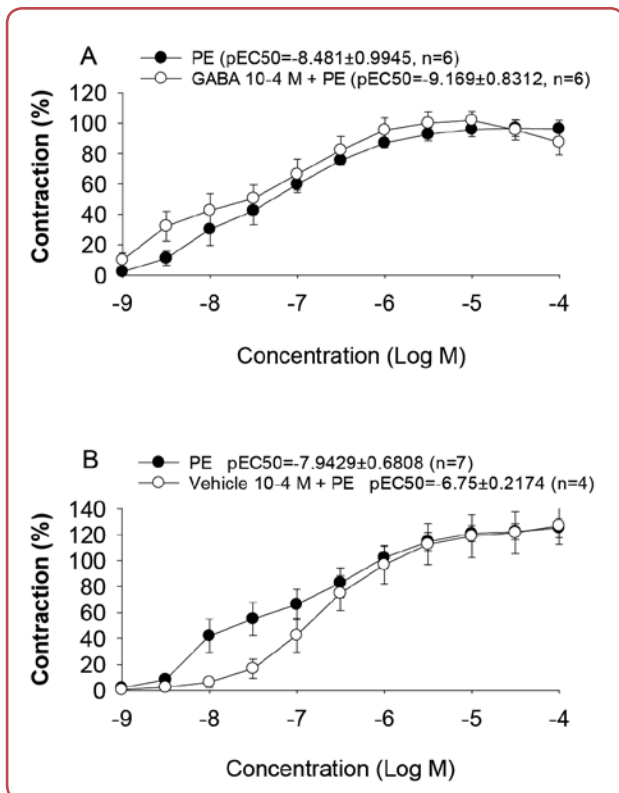 A
PE (pEC50=-8.481±0.9945, n=6)
GABA 10-4 M + PE (pEC50=-9.169±0.8312, n=6)
Contraction (%)
120
100
80
60
40
20
0
-9 -8 -7 -6 -5 -4
Concentration (Log M)
B
PE pEC50=-7.9429±0.6808 (n=7)
Vehicle 10-4 M + PE pEC50=-6.75±0.2174 (n=4)
Contraction (%)
140
120
100
80
60
40
20
0
-9 -8 -7 -6 -5 -4
Concentration (Log M)